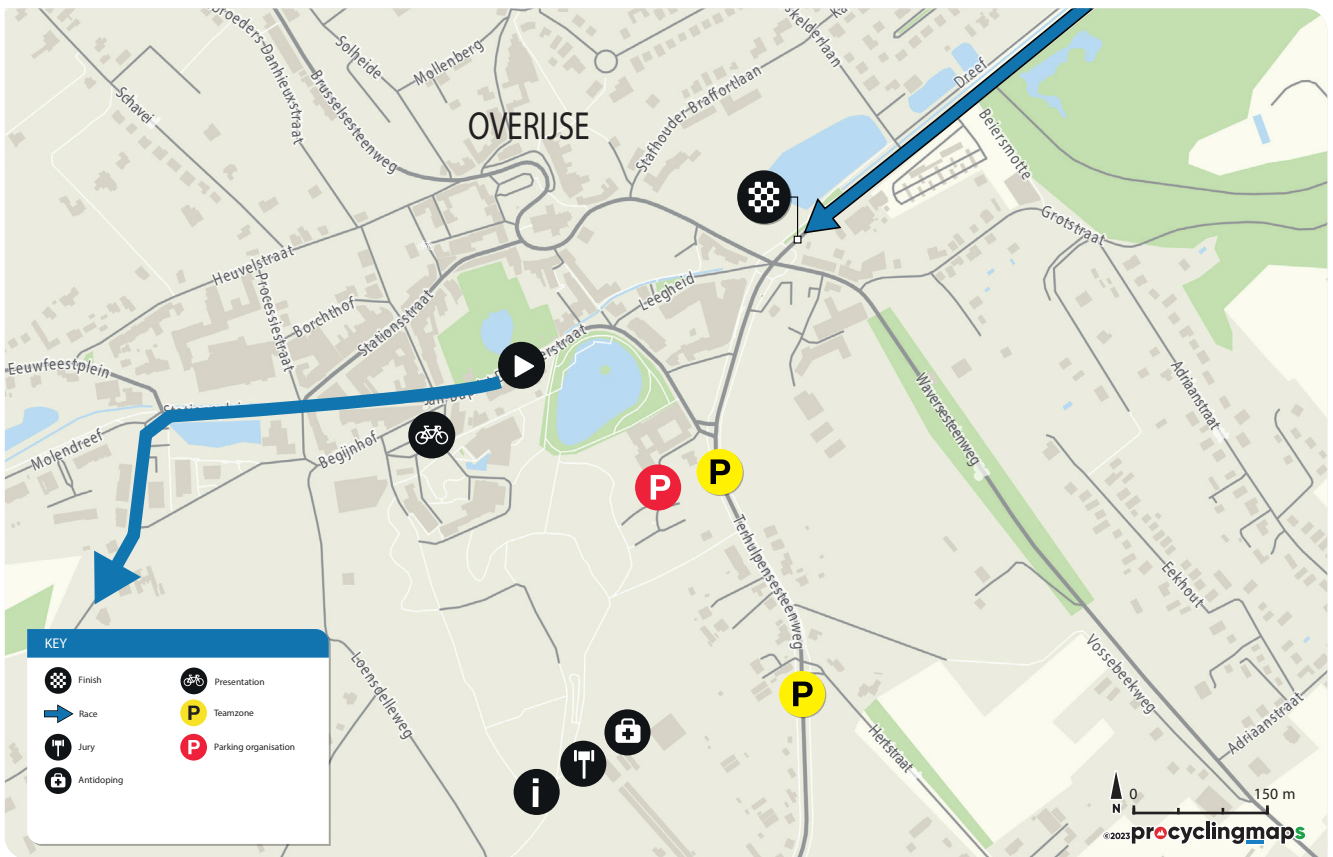 Broeders-Danhieuxstraat
Solheide
Mollenberg
Brusselsesteenweg
Schavei
OVERIJSE
Stafhouder Braffortlaan
Dreef
Beiersmotte
Grotstraat
Heuvelstraat
Processiestraat
Borchthof
Stationsstraat
Leegheid
Eeuwfeestplein
Molendreef
Begijnhof
Adriaanstraat
Waversesteenweg
P
P
Terhulpensesteenweg
Eekhout
Vossebeekweg
Loensdelleweg
P
Hertstraat
Adriaanstraat
i
KEY
Finish
Presentation
Race
P Teamzone
Jury
P Parking organisation
Antidoping
N
0 150 m
©2023 procyclingmaps